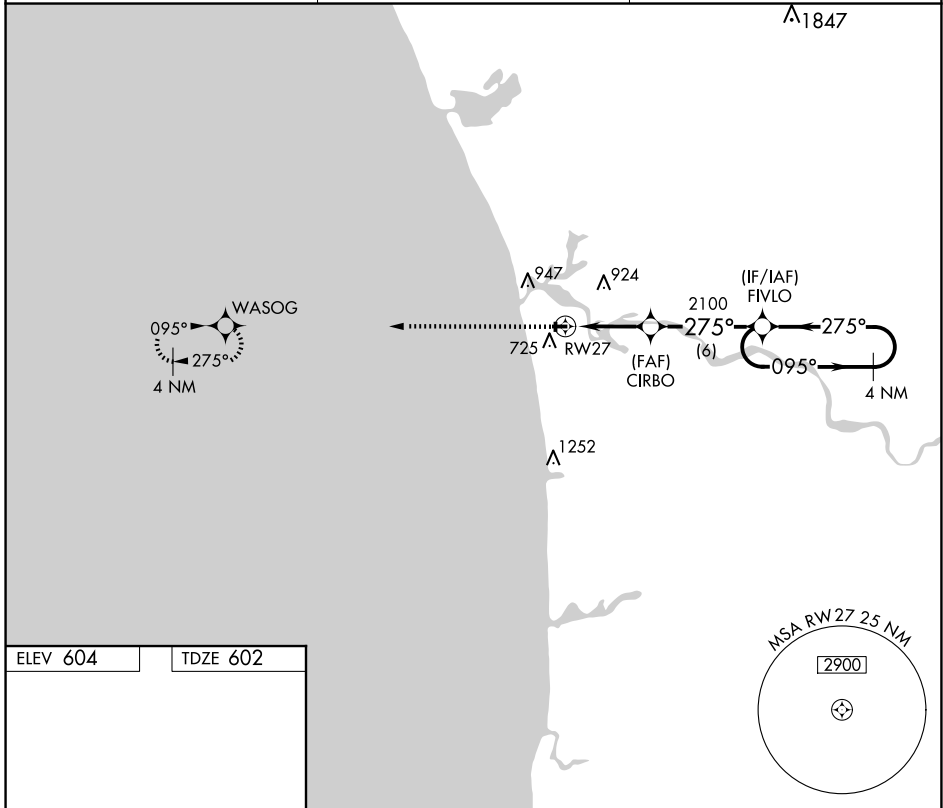 1847
947
924
(IF/IAF)
FIVLO
WASOG
2100
095°
275°
275°
725
RW27
(6)
275°
(FAF)
CIRBO
095°
4 NM
4 NM
1252
MSA RW27 25 NM
ELEV 604
TDZE 602
2900